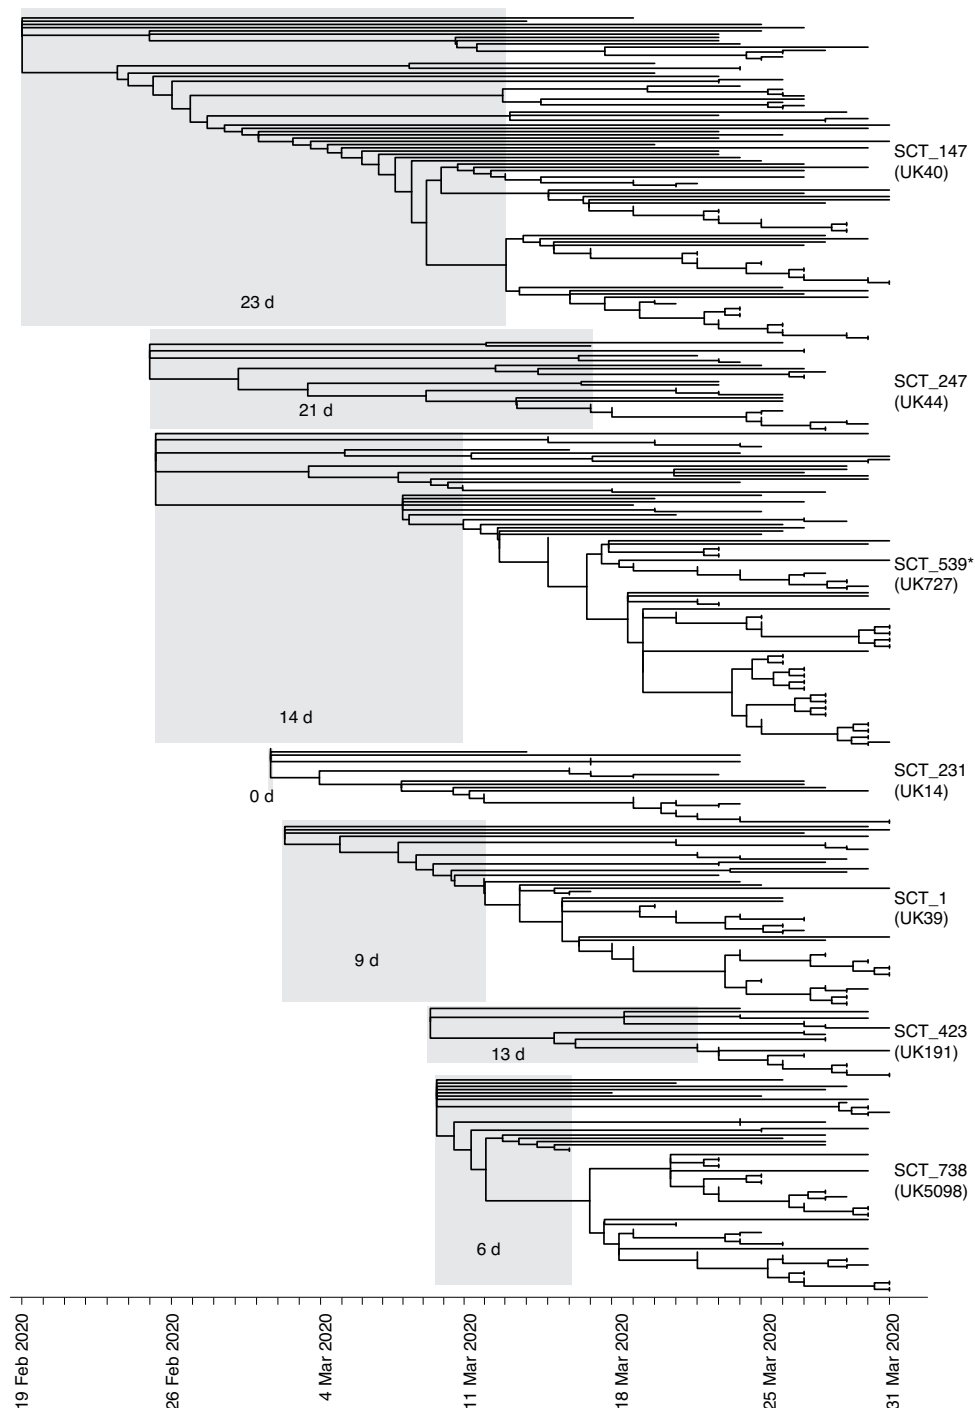 SCT_147
(UK40)
23 d
SCT_247
(UK44)
21 d
SCT_539*
(UK727)
14 d
SCT_231
(UK14)
0 d
SCT_1
(UK39)
9 d
SCT_423
(UK191)
13 d
SCT_738
(UK5098)
6 d
19 Feb 2020
26 Feb 2020
4 Mar 2020
11 Mar 2020
18 Mar 2020
25 Mar 2020
31 Mar 2020